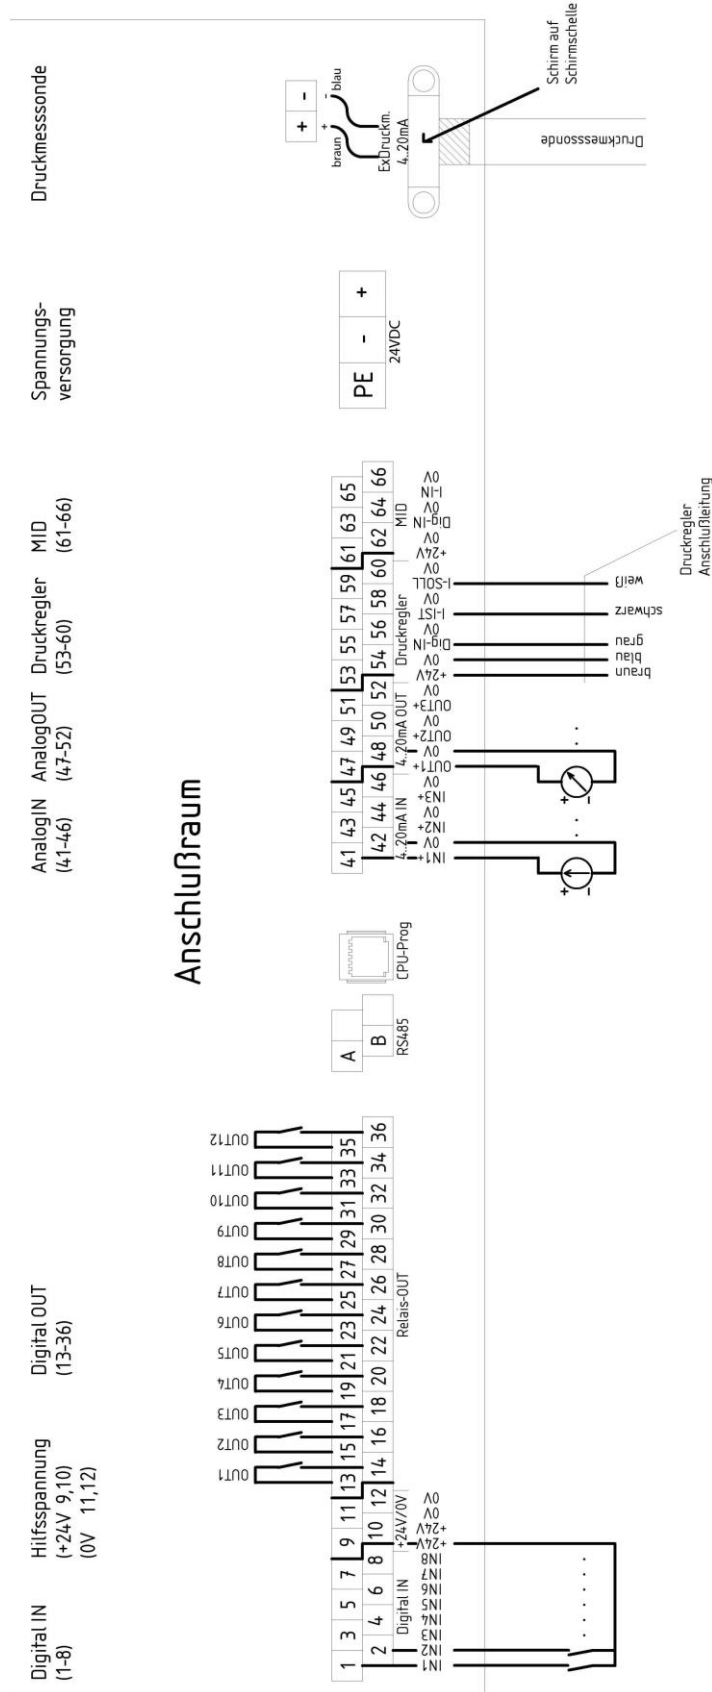 Digital IN
(1-8)
Hilfsspannung
(+24V 9,10)
(0V 11,12)
Digital OUT
(13-36)
AnalogIN
(41-46)
AnalogOUT
(47-52)
Druckregler
(53-60)
MID
(61-66)
Spannungs-
versorgung
Druckmesssonde
Anschlußraum
OUT1 OUT2 OUT3 OUT4 OUT5 OUT6 OUT7 OUT8 OUT9 OUT10 OUT11 OUT12
1 3 5 7 9 11 13 15 17 19 21 23 25 27 29 31 33 35
2 4 6 8 10 12 14 16 18 20 22 24 26 28 30 32 34 36
Digital IN
+24V/0V
Relais-OUT
IN1 IN2 IN3 IN4 IN5 IN6 IN7 IN8 +24V +24V 0V 0V
A
B
RS485
CPU-Prog
41 43 45 47 49 51 53 55 57 59 61 63 65
42 44 46 48 50 52 54 56 58 60 62 64 66
4..20mA IN
4..20mA OUT
Druckregler
MID
IN1+ 0V IN2+ 0V IN3+ 0V OUT1+ 0V OUT2+ 0V OUT3+ 0V +24V 0V Dig-IN 0V I-IST 0V I-SOLL 0V +24V 0V Dig-IN 0V I-IN 0V
+
-
+
-
braun
blau
grau
schwarz
weiß
Druckregler
Anschlußleitung
PE - +
24VDC
+ -
+ -
braun
blau
ExDruckm.
4..20mA
Druckmesssonde
Schirm auf
Schirmschelle